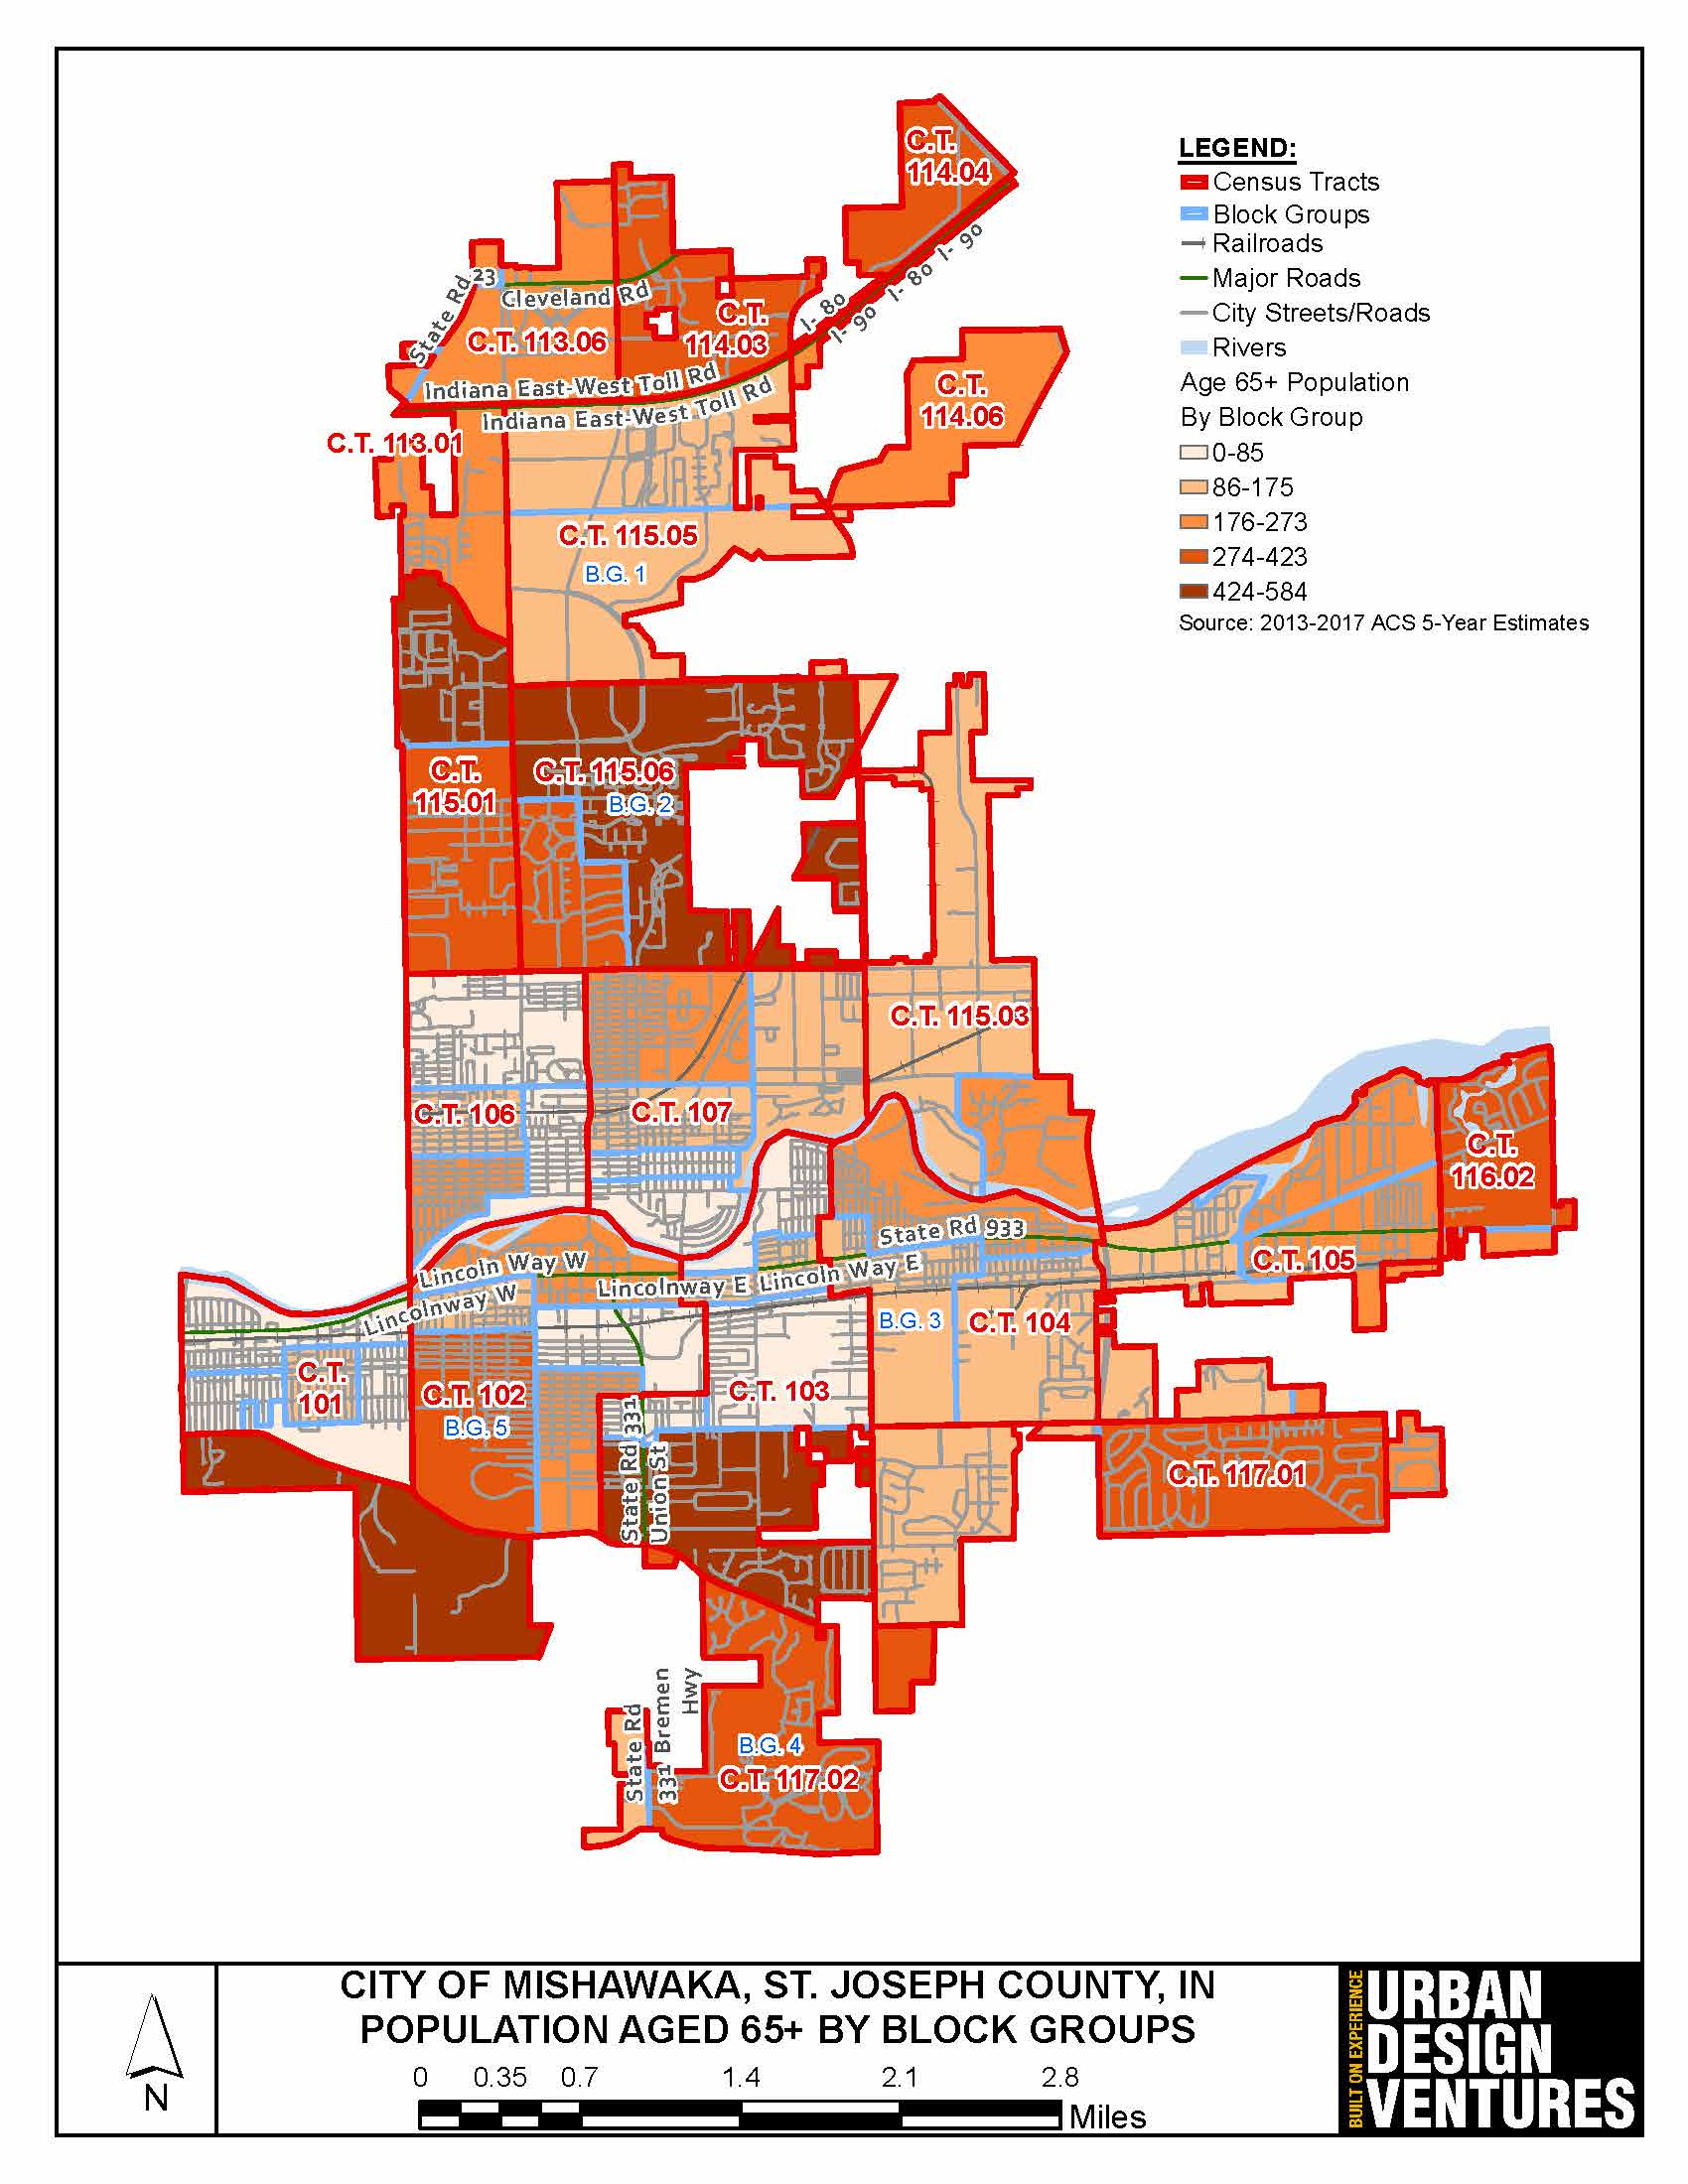 C.T.
114.04
LEGEND:
Census Tracts
Block Groups
Railroads
Major Roads
City Streets/Roads
Rivers
Age 65+ Population
By Block Group
0-85
86-175
176-273
274-423
424-584
Source: 2013-2017 ACS 5-Year Estimates
State Rd 23
Cleveland Rd
C.T. 113.06
C.T.
114.03
I- 80
I- 90
I- 80
I- 90
Indiana East-West Toll Rd
Indiana East-West Toll Rd
C.T.
114.06
C.T. 113.01
C.T. 115.05
B.G. 1
C.T.
115.01
C.T. 115.06
B.G. 2
C.T. 115.03
C.T. 106
C.T. 107
C.T.
116.02
State Rd 933
C.T. 105
Lincoln Way W
Lincolnway W
Lincolnway E
Lincoln Way E
B.G. 3
C.T. 104
C.T.
101
C.T. 102
B.G. 5
C.T. 103
State Rd 331
Union St
C.T. 117.01
State Rd
331 Bremen
Hwy
B.G. 4
C.T. 117.02
N
CITY OF MISHAWAKA, ST. JOSEPH COUNTY, IN
POPULATION AGED 65+ BY BLOCK GROUPS
0 0.35 0.7 1.4 2.1 2.8
Miles
BUILT ON EXPERIENCE
URBAN
DESIGN
VENTURES